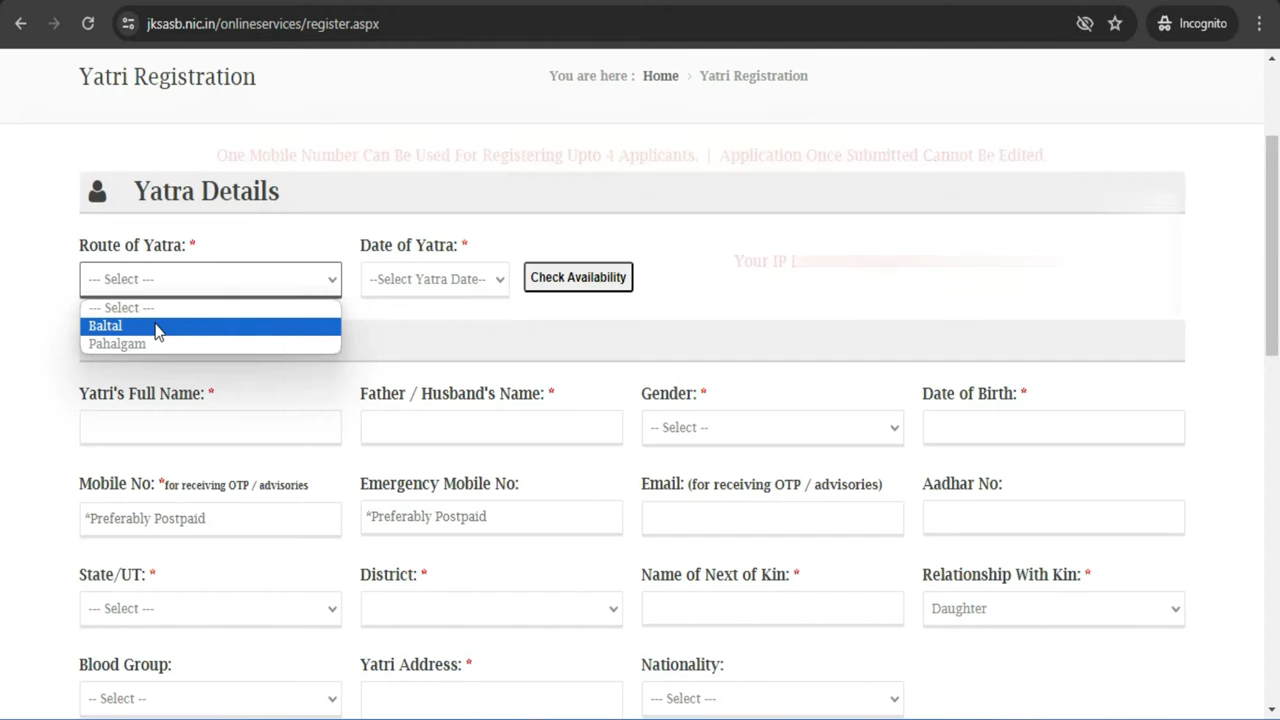 jksasb.nic.in/onlineservices/register.aspx
Incognito
Yatri Registration
You are here : Home › Yatri Registration
One Mobile Number Can Be Used For Registering Upto 4 Applicants. | Application Once Submitted Cannot Be Edited.
Yatra Details
Route of Yatra: * Date of Yatra: *
--- Select --- --Select Yatra Date-- Check Availability
Your IP
--- Select ---
Baltal
Pahalgam
Yatri's Full Name: * Father / Husband's Name: * Gender: * Date of Birth: *
-- Select --
Mobile No: *for receiving OTP / advisories Emergency Mobile No: Email: (for receiving OTP / advisories) Aadhar No:
*Preferably Postpaid *Preferably Postpaid
State/UT: * District: * Name of Next of Kin: * Relationship With Kin: *
--- Select --- Daughter
Blood Group: Yatri Address: * Nationality:
-- Select -- --- Select ---